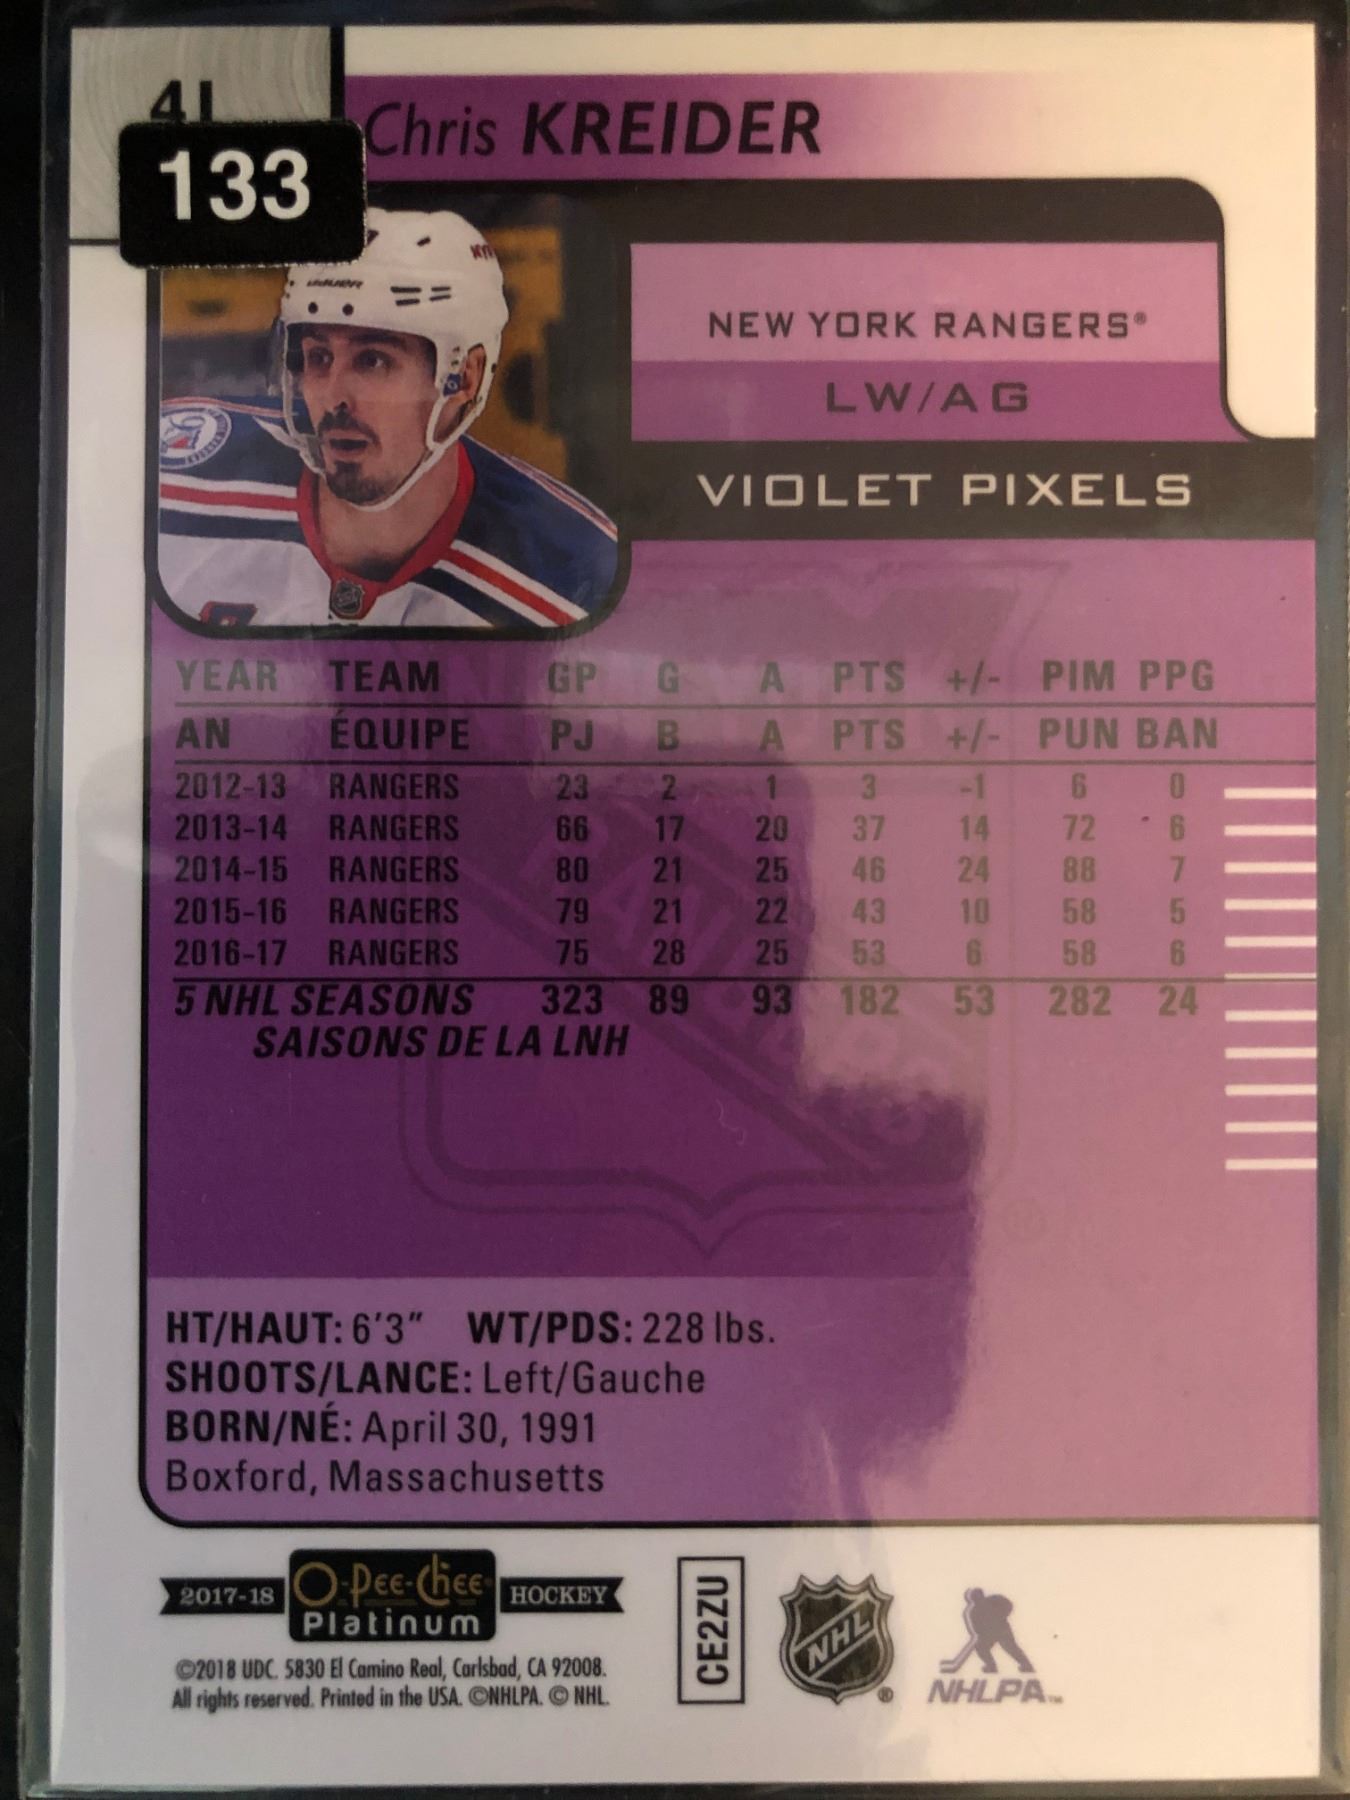 41
133
Chris KREIDER
NYR
BAUER
NEW YORK RANGERS®
LW/AG
VIOLET PIXELS
YEAR TEAM GP G A PTS +/- PIM PPG
AN ÉQUIPE PJ B A PTS +/- PUN BAN
2012-13 RANGERS 23 2 1 3 -1 6 0
2013-14 RANGERS 66 17 20 37 14 72 6
2014-15 RANGERS 80 21 25 46 24 88 7
2015-16 RANGERS 79 21 22 43 10 58 5
2016-17 RANGERS 75 28 25 53 6 58 6
5 NHL SEASONS 323 89 93 182 53 282 24
SAISONS DE LA LNH
HT/HAUT: 6'3" WT/PDS: 228 lbs.
SHOOTS/LANCE: Left/Gauche
BORN/NÉ: April 30, 1991
Boxford, Massachusetts
2017-18 O-Pee-Chee Platinum HOCKEY
©2018 UDC. 5830 El Camino Real, Carlsbad, CA 92008.
All rights reserved. Printed in the USA. ©NHLPA. © NHL.
CE2ZU
NHL®
NHLPA™